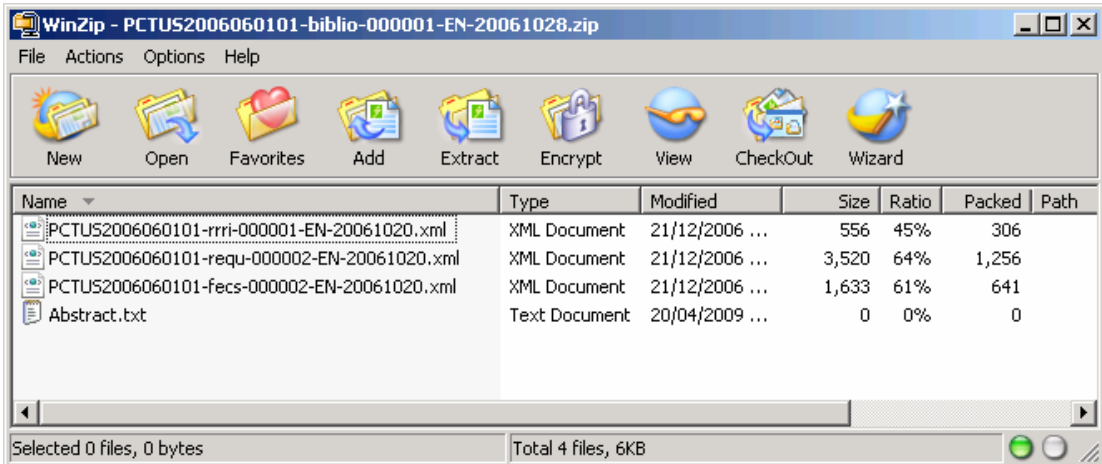 WinZip - PCTUS2006060101-biblio-000001-EN-20061028.zip
File Actions Options Help
New Open Favorites Add Extract Encrypt View CheckOut Wizard
Name Type Modified Size Ratio Packed Path
PCTUS2006060101-rrri-000001-EN-20061020.xml XML Document 21/12/2006 ... 556 45% 306
PCTUS2006060101-requ-000002-EN-20061020.xml XML Document 21/12/2006 ... 3,520 64% 1,256
PCTUS2006060101-fecs-000002-EN-20061020.xml XML Document 21/12/2006 ... 1,633 61% 641
Abstract.txt Text Document 20/04/2009 ... 0 0% 0
Selected 0 files, 0 bytes Total 4 files, 6KB